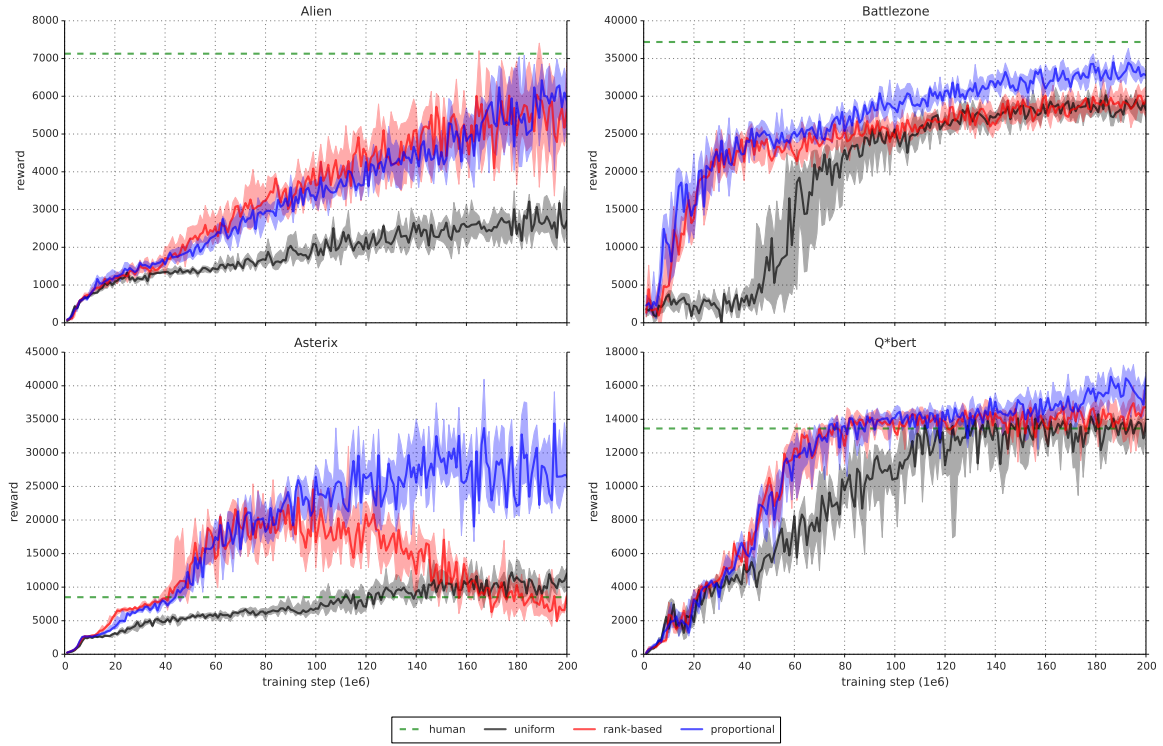 Alien
8000
7000
6000
5000
4000
3000
2000
1000
0
reward
Battlezone
40000
35000
30000
25000
20000
15000
10000
5000
0
reward
Asterix
45000
40000
35000
30000
25000
20000
15000
10000
5000
0
reward
0 20 40 60 80 100 120 140 160 180 200
training step (1e6)
Q*bert
18000
16000
14000
12000
10000
8000
6000
4000
2000
0
reward
0 20 40 60 80 100 120 140 160 180 200
training step (1e6)
human uniform rank-based proportional